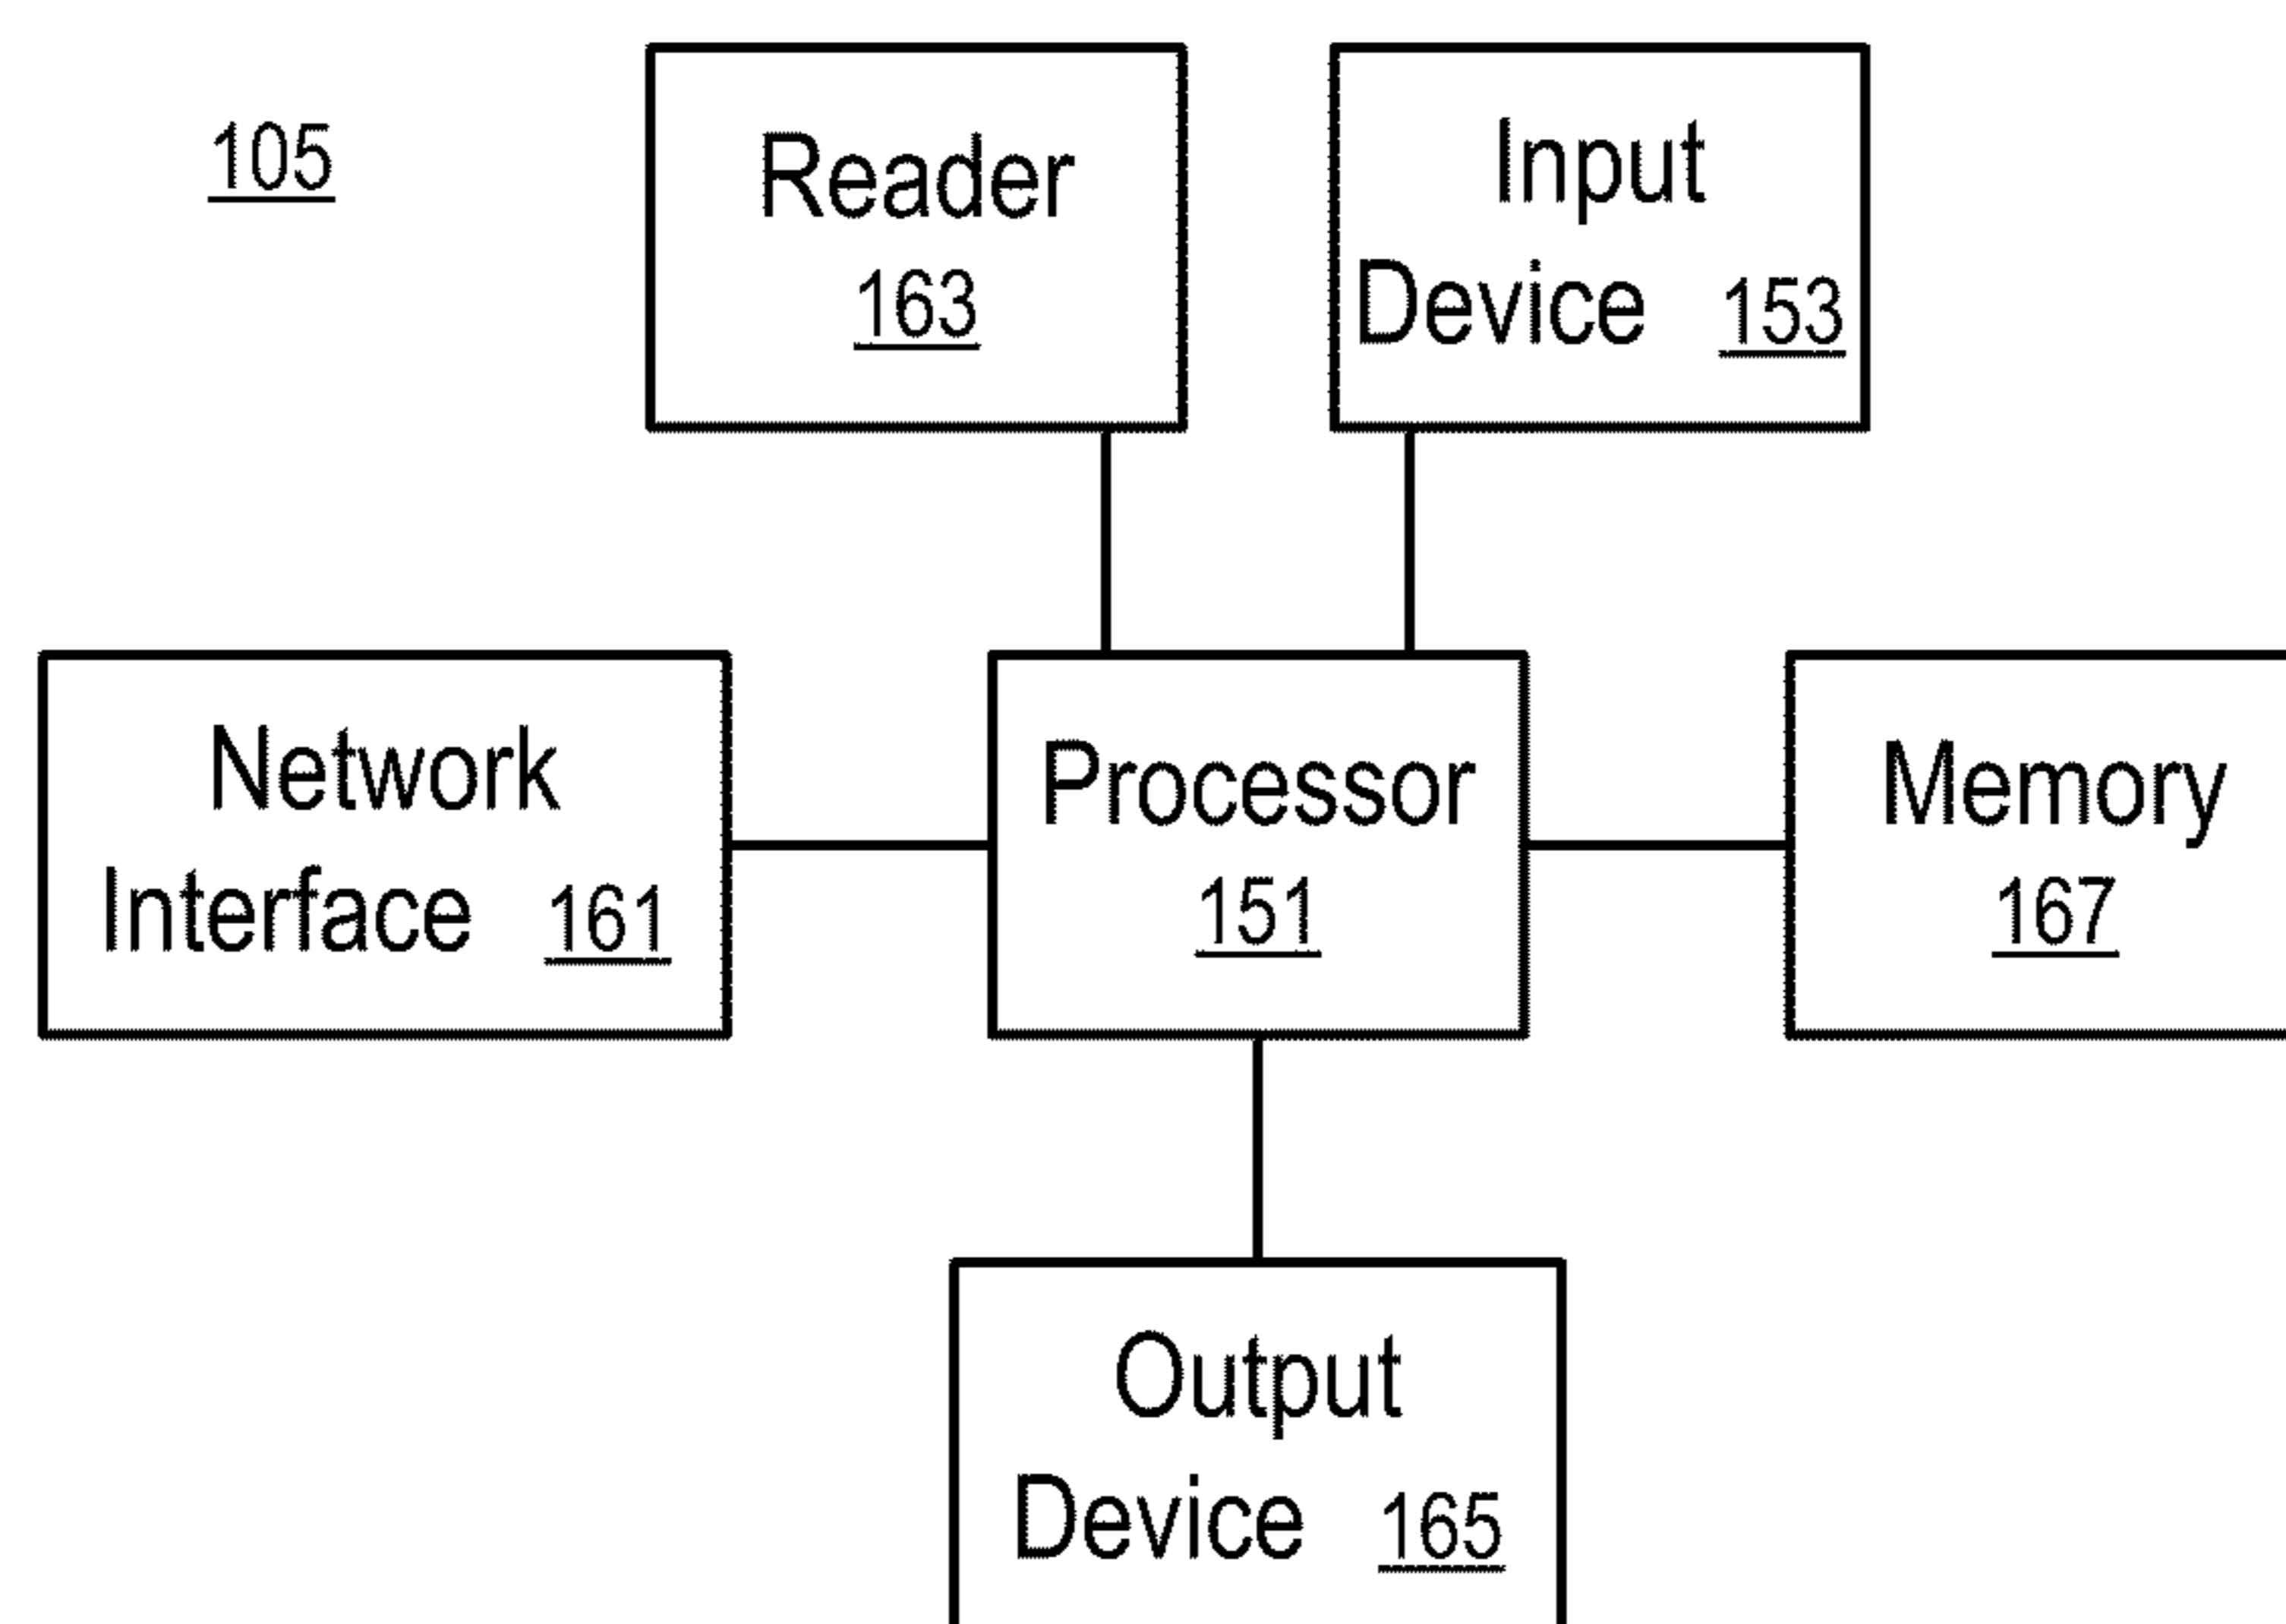 105
Reader
163
Input
Device 153
Network
Interface 161
Processor
151
Memory
167
Output
Device 165